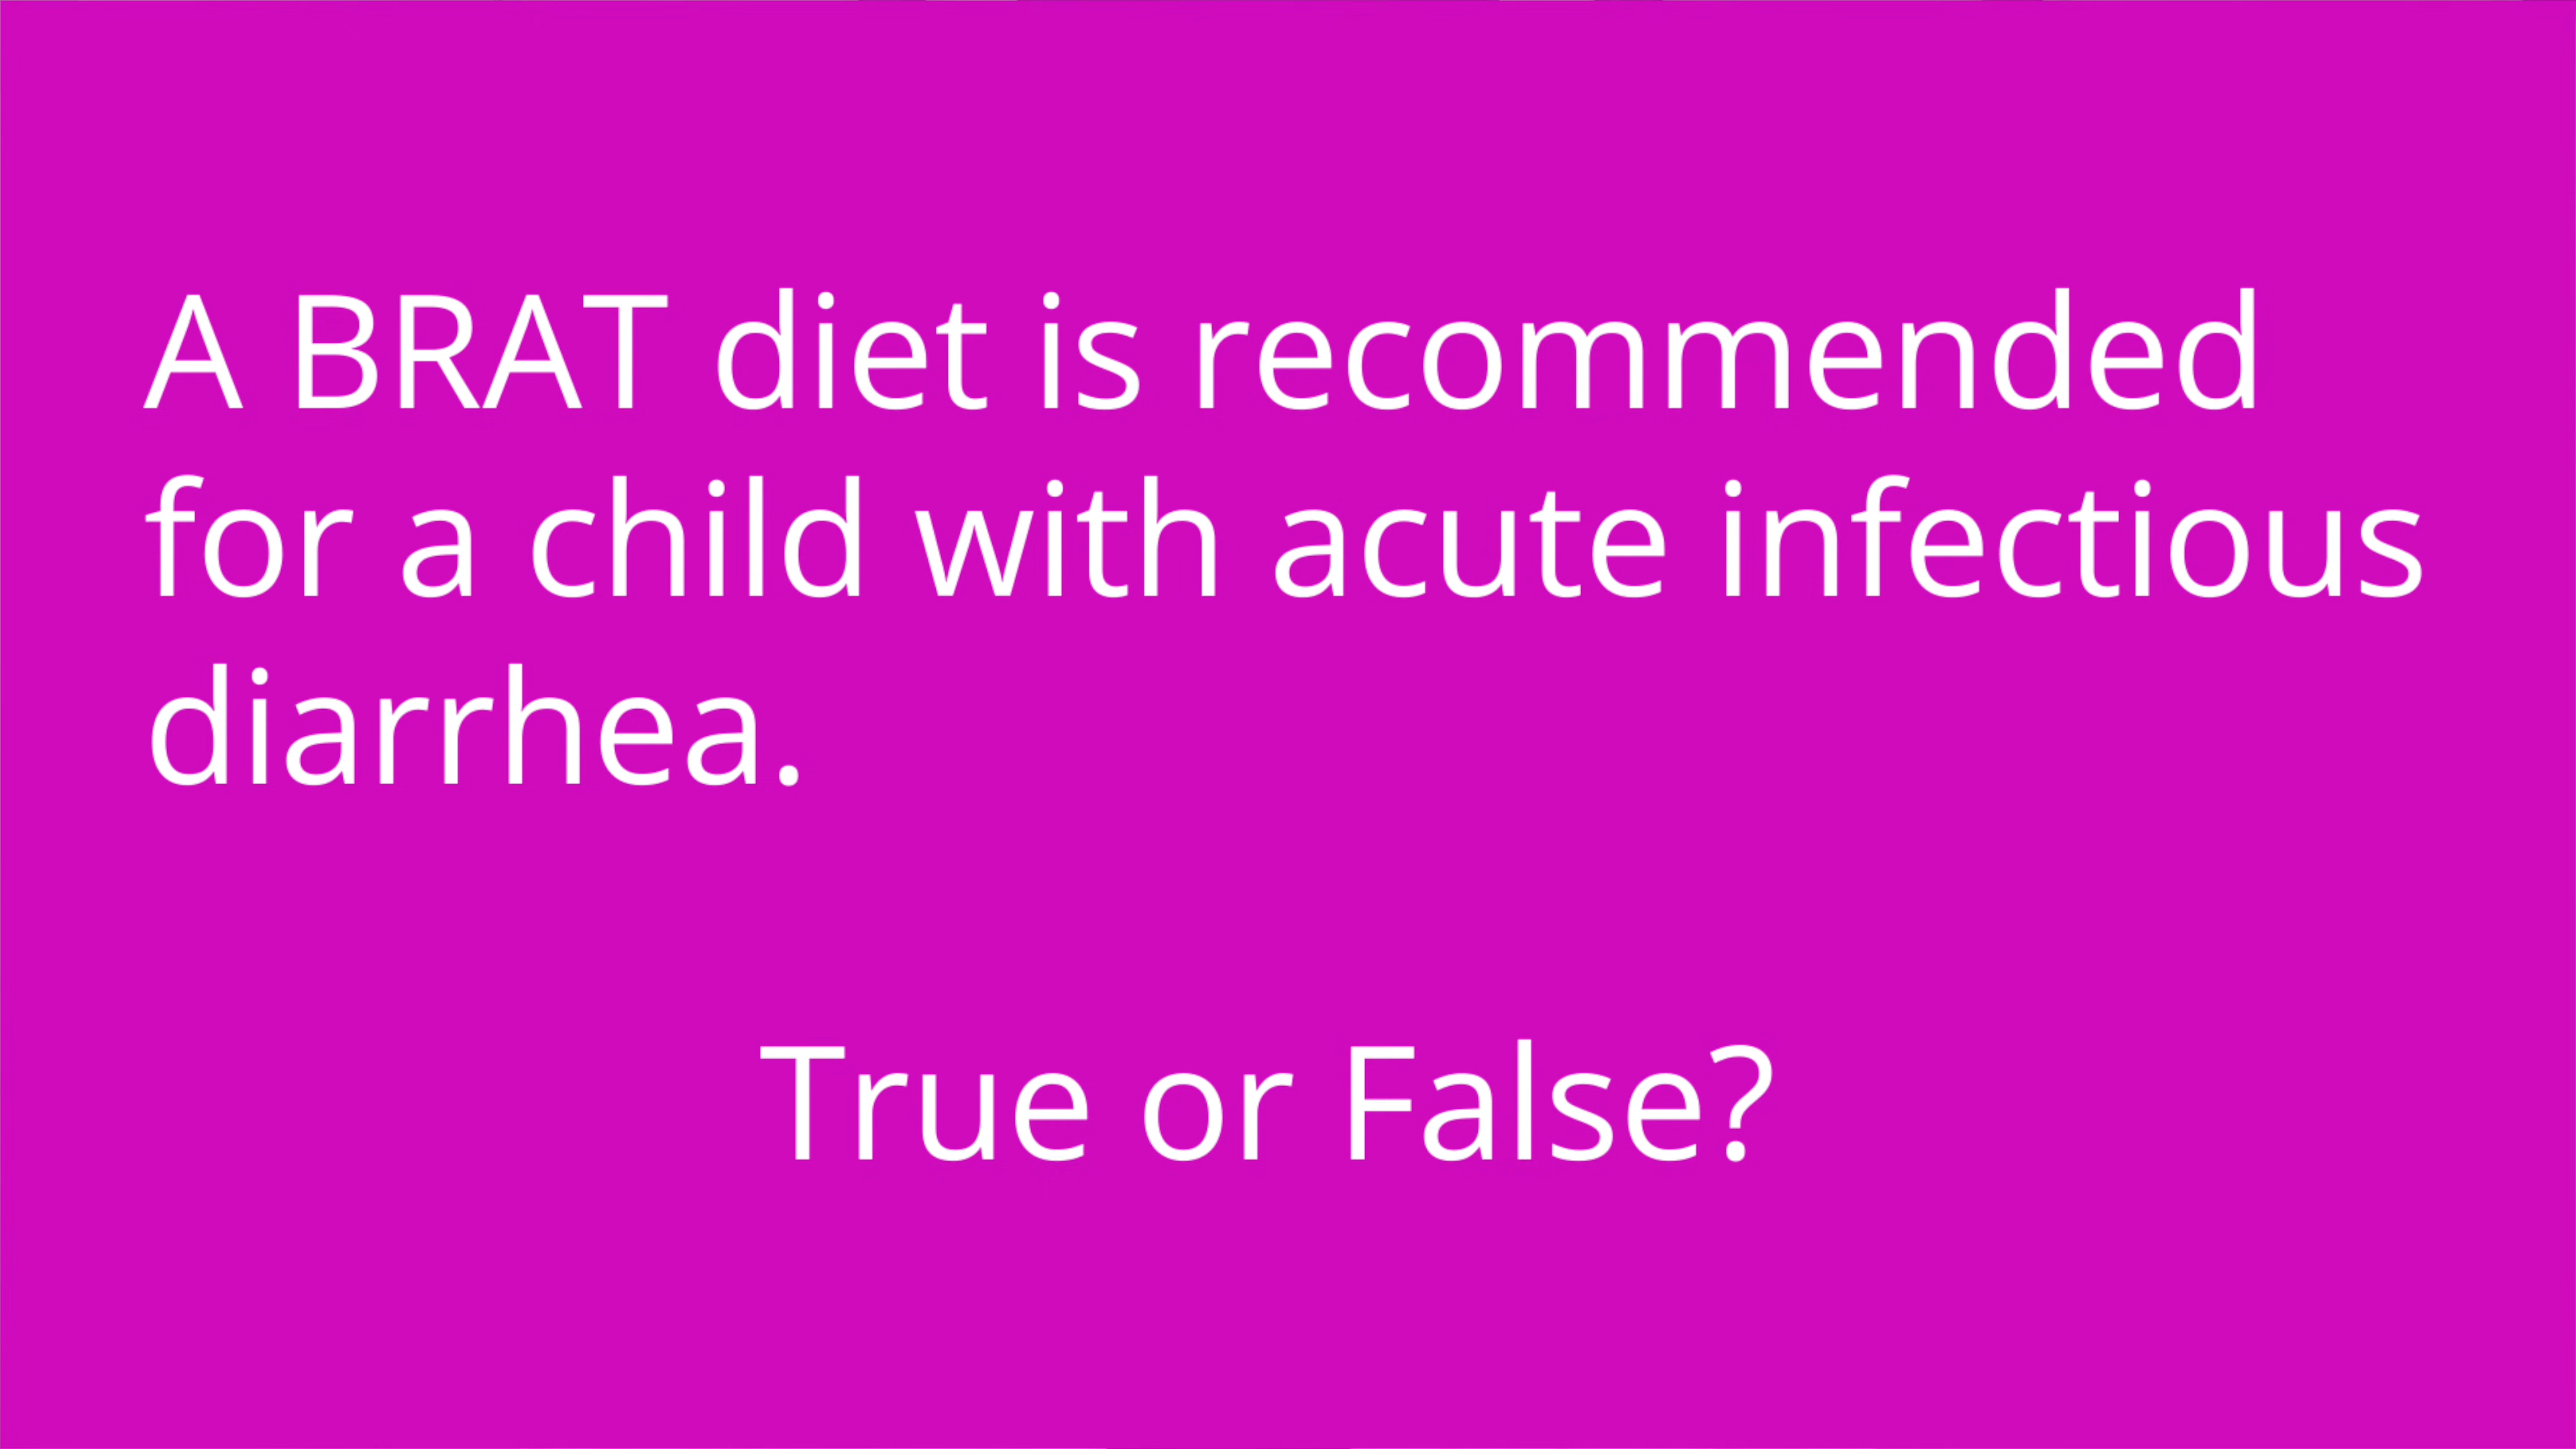 A BRAT diet is recommended
for a child with acute infectious
diarrhea.
True or False?